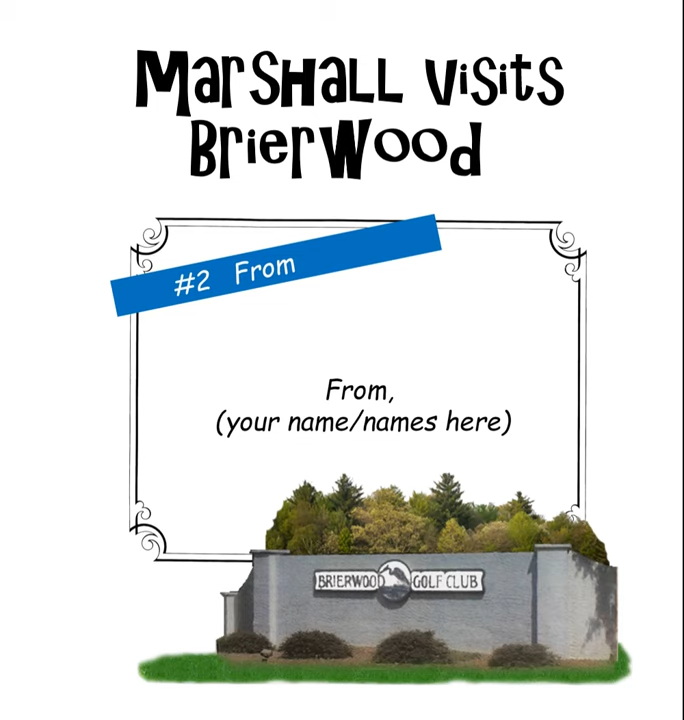 Marshall Visits
Brierwood
#2 From
From,
(your name/names here)
BRIERWOOD GOLF CLUB